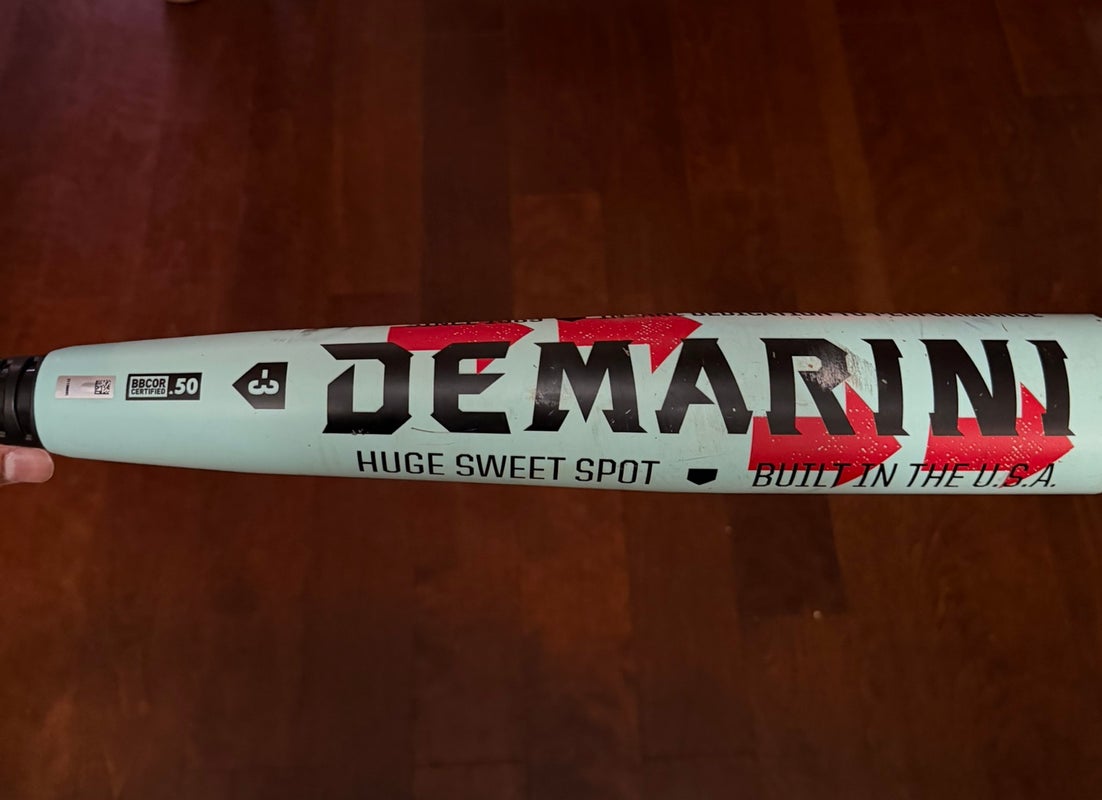 BBCOR
CERTIFIED
.50
-3
DEMARINI
HUGE SWEET SPOT
BUILT IN THE U.S.A.